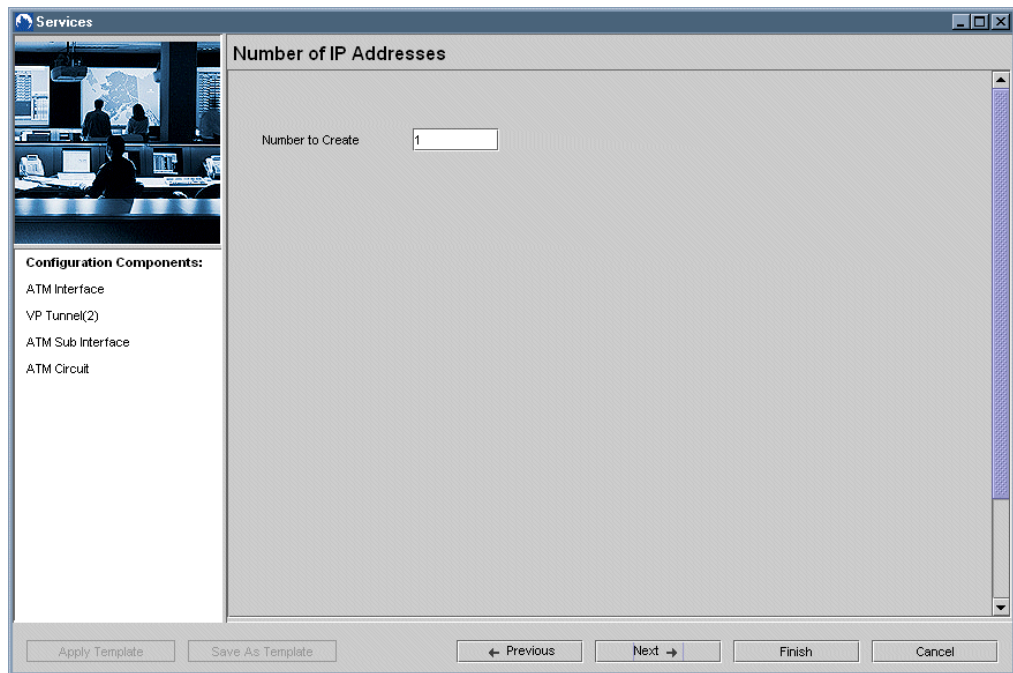 Services
Number of IP Addresses
Number to Create 1
Configuration Components:
ATM Interface
VP Tunnel(2)
ATM Sub Interface
ATM Circuit
Apply Template Save As Template Previous Next Finish Cancel